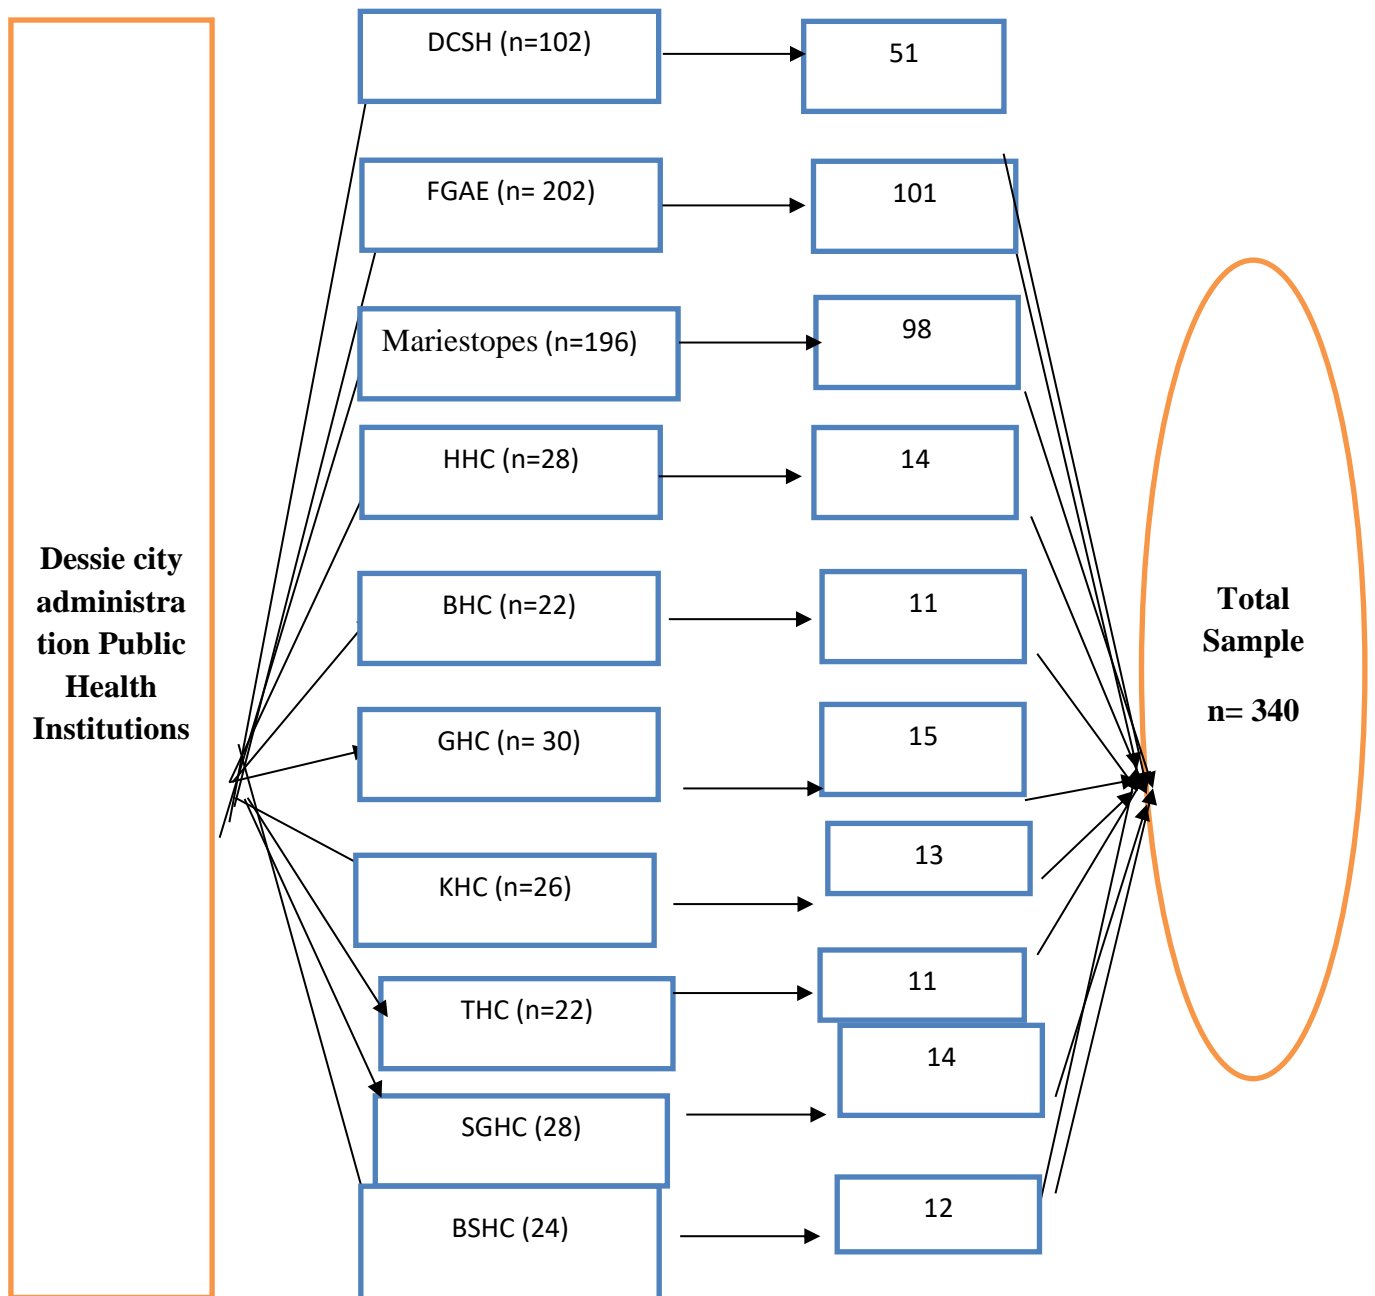 DCSH (n=102)
51
FGAE (n= 202)
101
Mariestopes (n=196)
98
HHC (n=28)
14
BHC (n=22)
11
GHC (n= 30)
15
KHC (n=26)
13
THC (n=22)
11
SGHC (28)
14
BSHC (24)
12
Dessie city
administra
tion Public
Health
Institutions
Total
Sample
n= 340